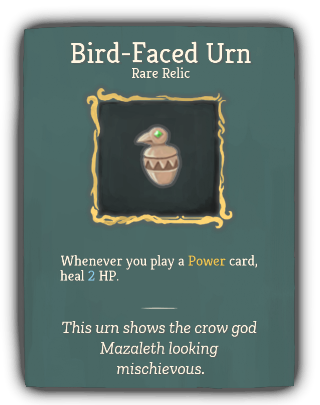 Bird-Faced Urn
Rare Relic
Whenever you play a Power card,
heal 2 HP.
This urn shows the crow god
Mazaleth looking
mischievous.